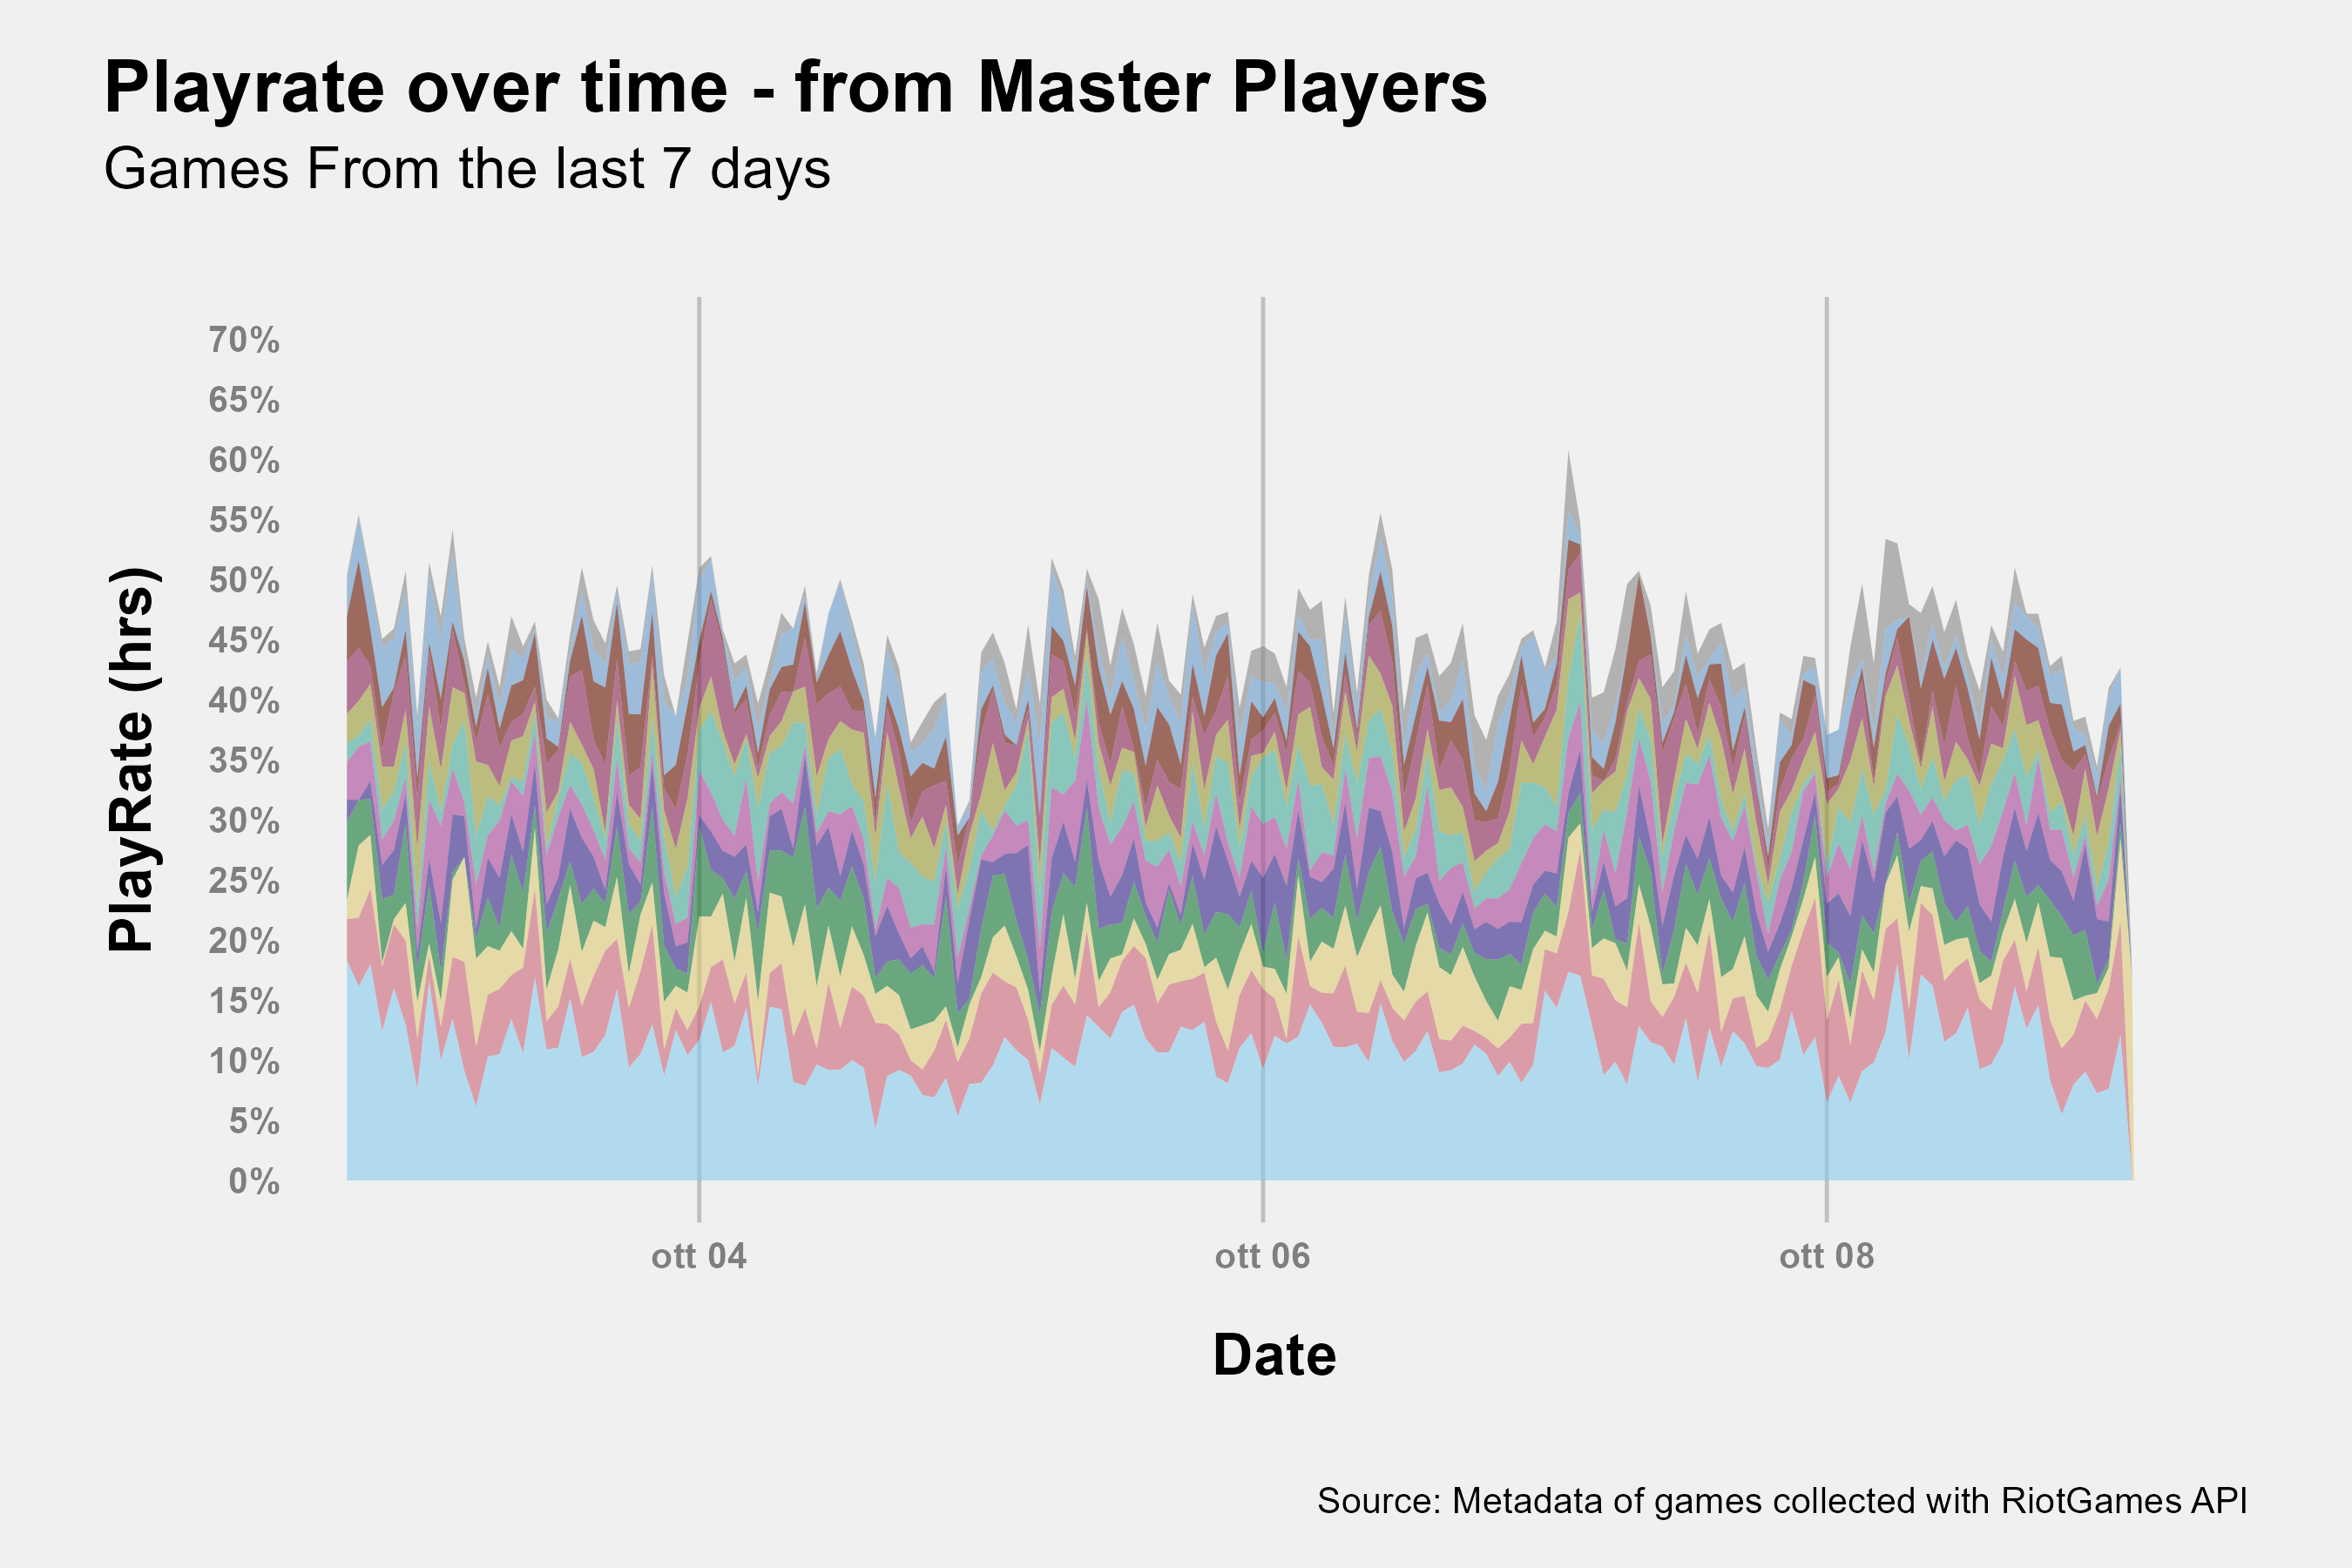 Playrate over time - from Master Players
Games From the last 7 days
PlayRate (hrs)
70%
65%
60%
55%
50%
45%
40%
35%
30%
25%
20%
15%
10%
5%
0%
ott 04
ott 06
ott 08
Date
Source: Metadata of games collected with RiotGames API